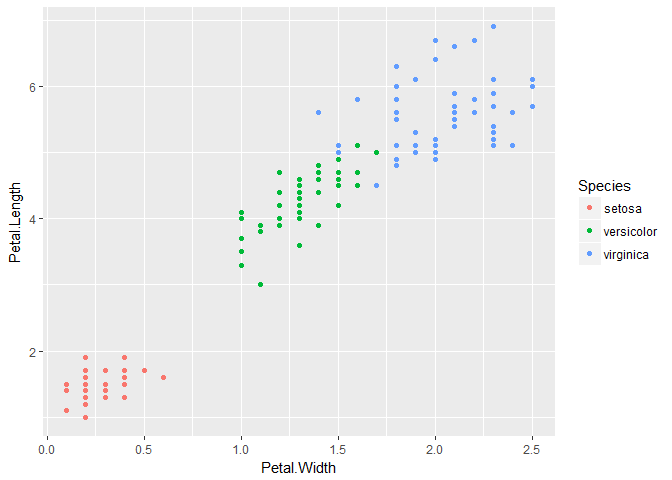 6
4
2
Petal.Length
0.0 0.5 1.0 1.5 2.0 2.5
Petal.Width
Species
setosa
versicolor
virginica